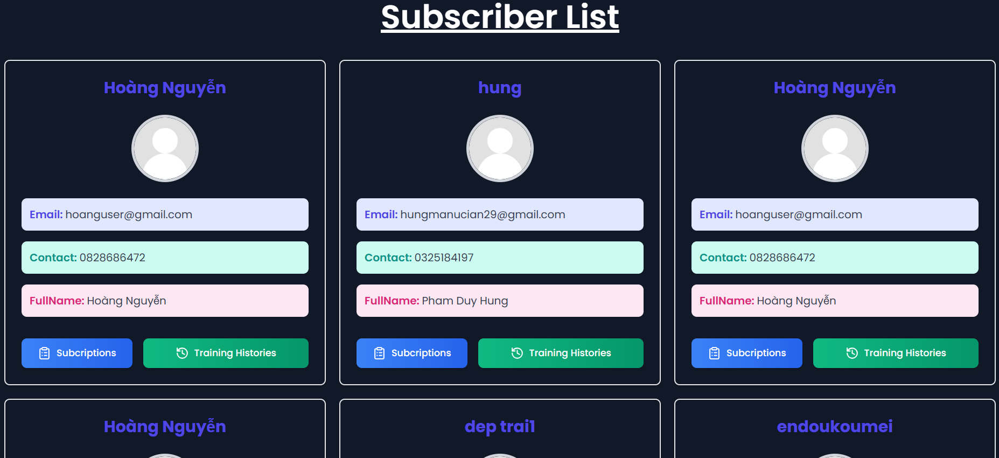 Subscriber List
Hoàng Nguyễn
Email: hoanguser@gmail.com
Contact: 0828686472
FullName: Hoàng Nguyễn
Subcriptions
Training Histories
hung
Email: hungmanucian29@gmail.com
Contact: 0325184197
FullName: Pham Duy Hung
Subcriptions
Training Histories
Hoàng Nguyễn
Email: hoanguser@gmail.com
Contact: 0828686472
FullName: Hoàng Nguyễn
Subcriptions
Training Histories
Hoàng Nguyễn
dep trai1
endoukoumei